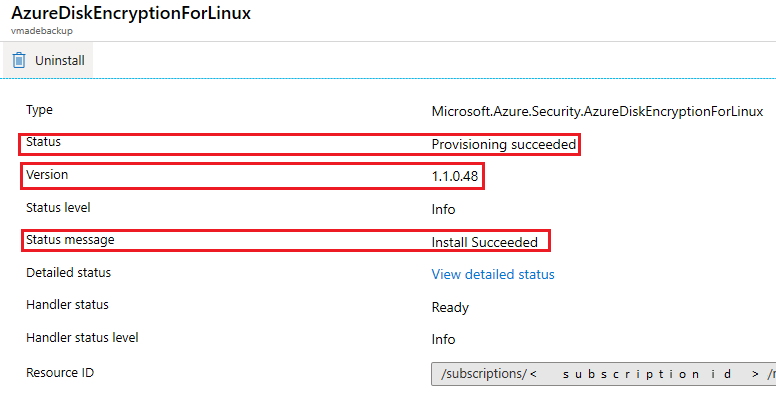 AzureDiskEncryptionForLinux
vmadebackup
Uninstall
Type Microsoft.Azure.Security.AzureDiskEncryptionForLinux
Status Provisioning succeeded
Version 1.1.0.48
Status level Info
Status message Install Succeeded
Detailed status View detailed status
Handler status Ready
Handler status level Info
Resource ID /subscriptions/< subscription id >